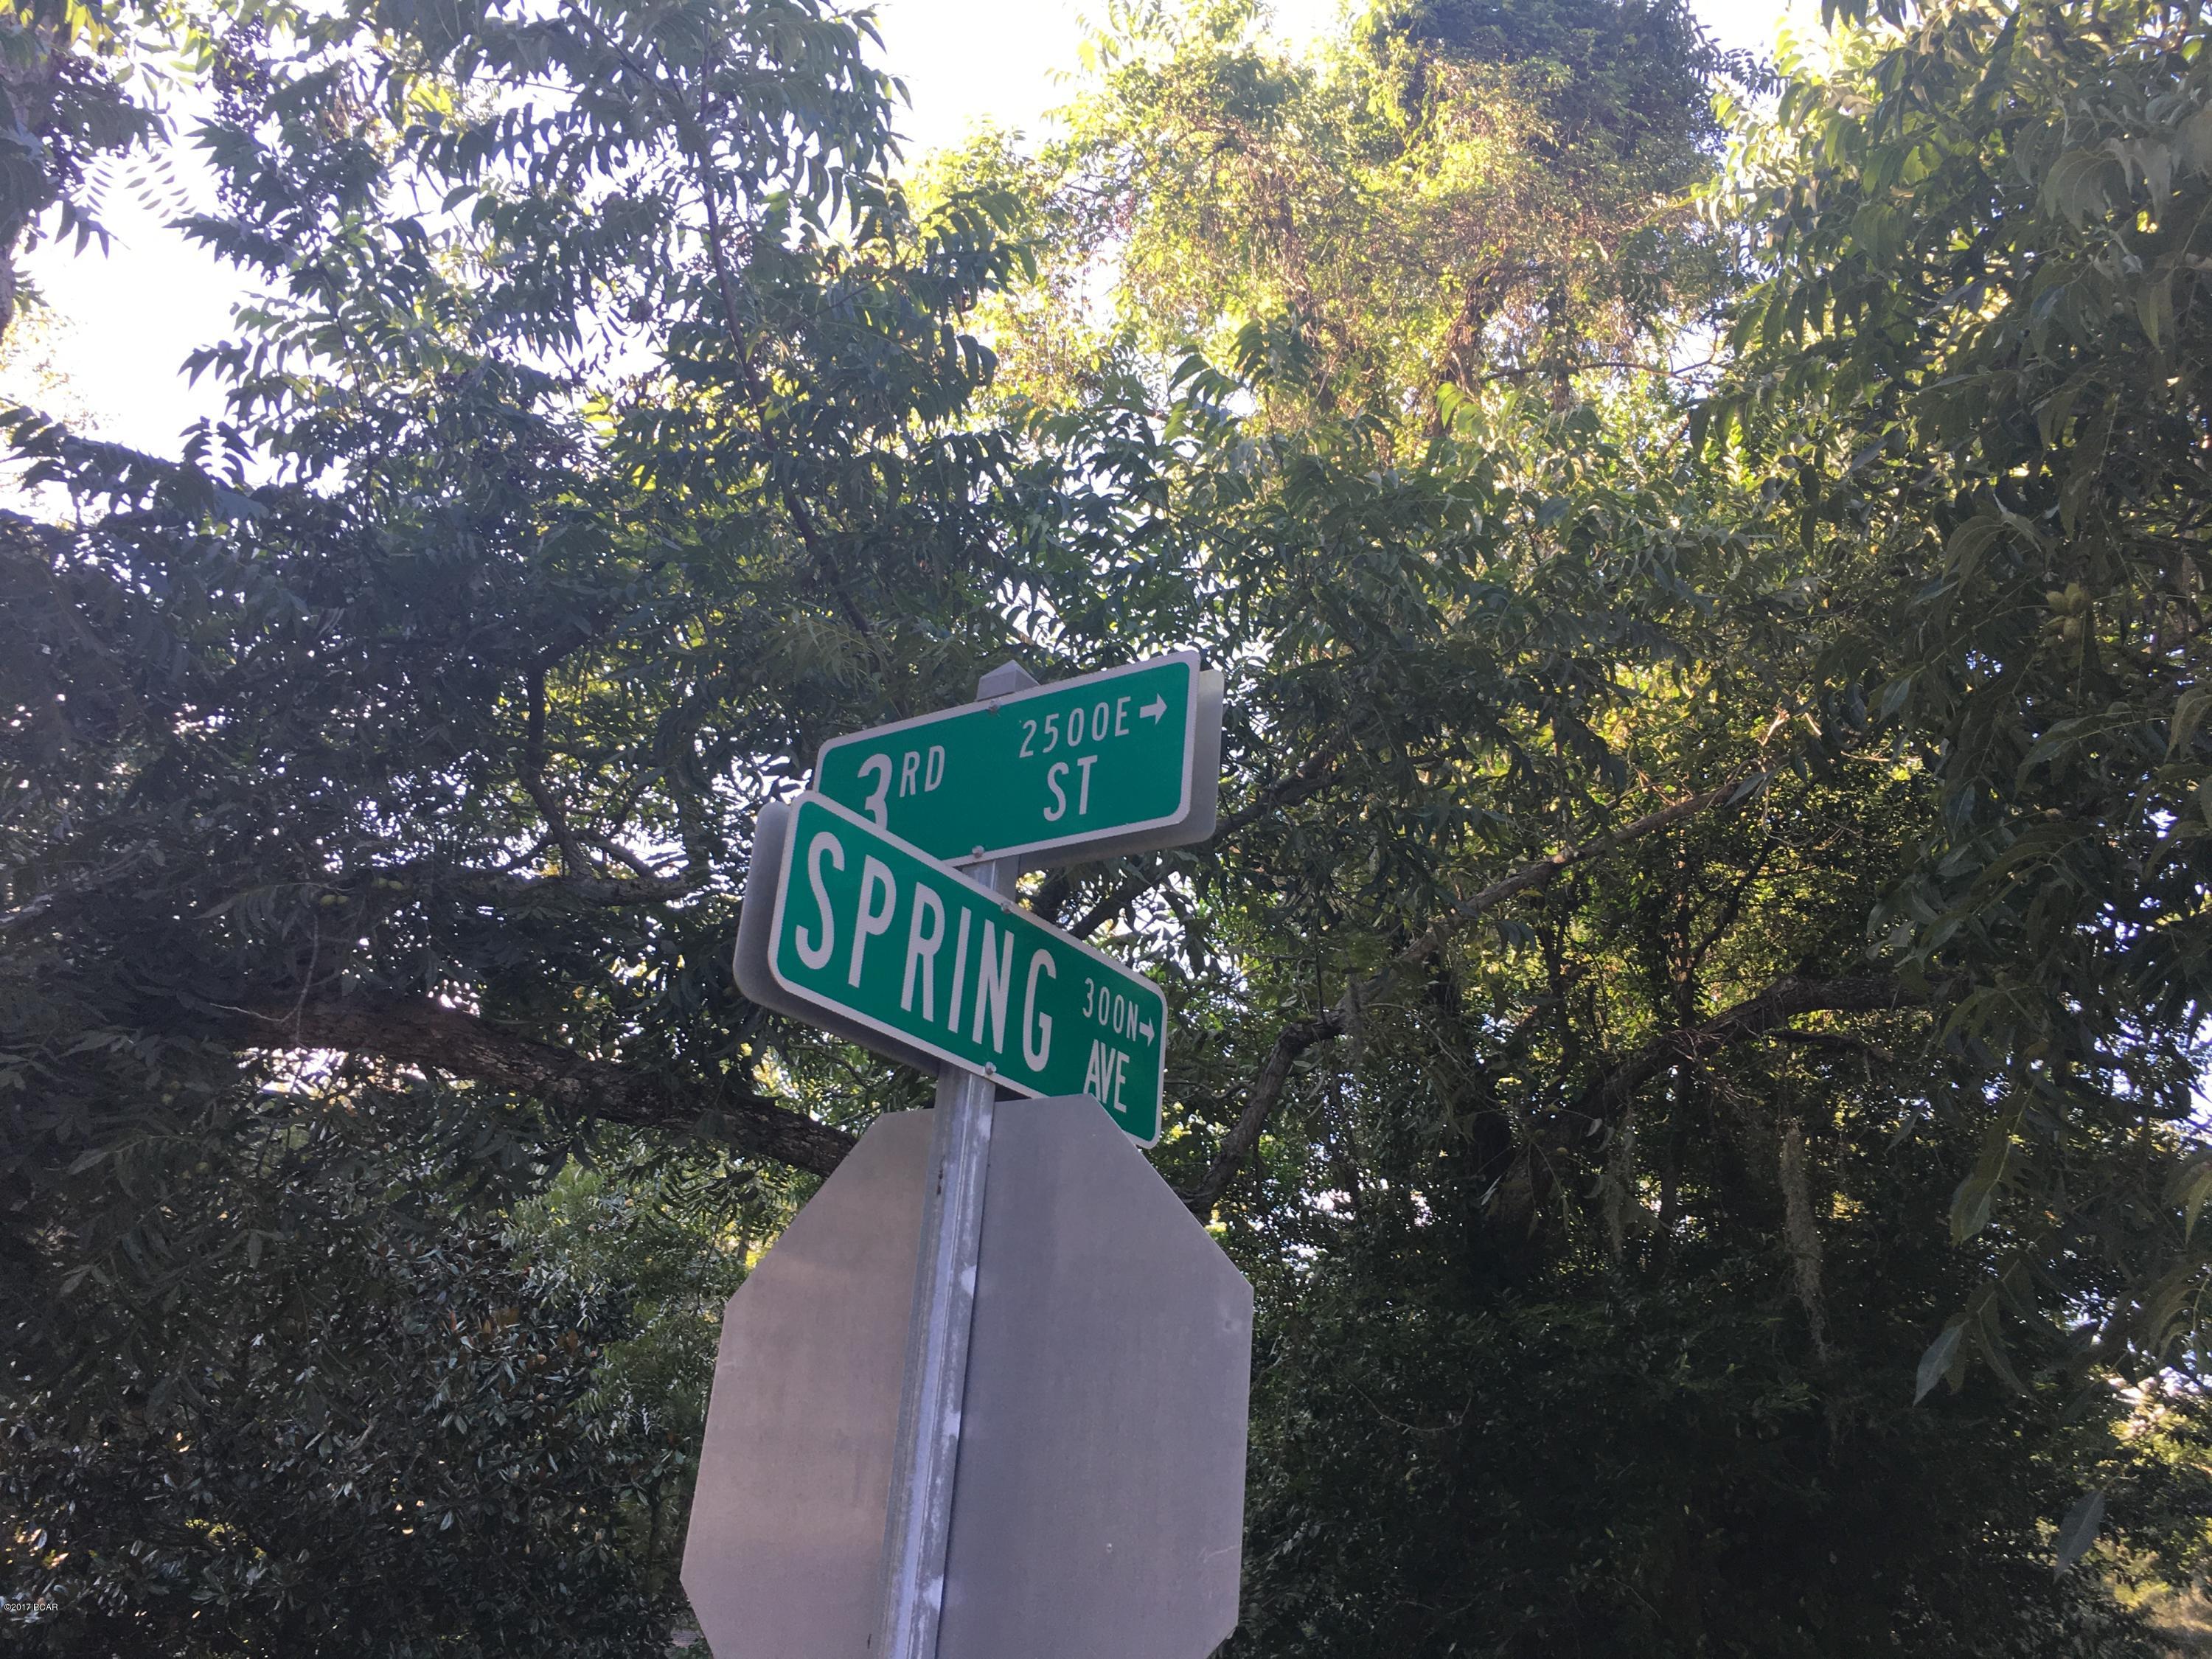 2500E→
3RD ST
SPRING 300N→
AVE
©2017 BCAR